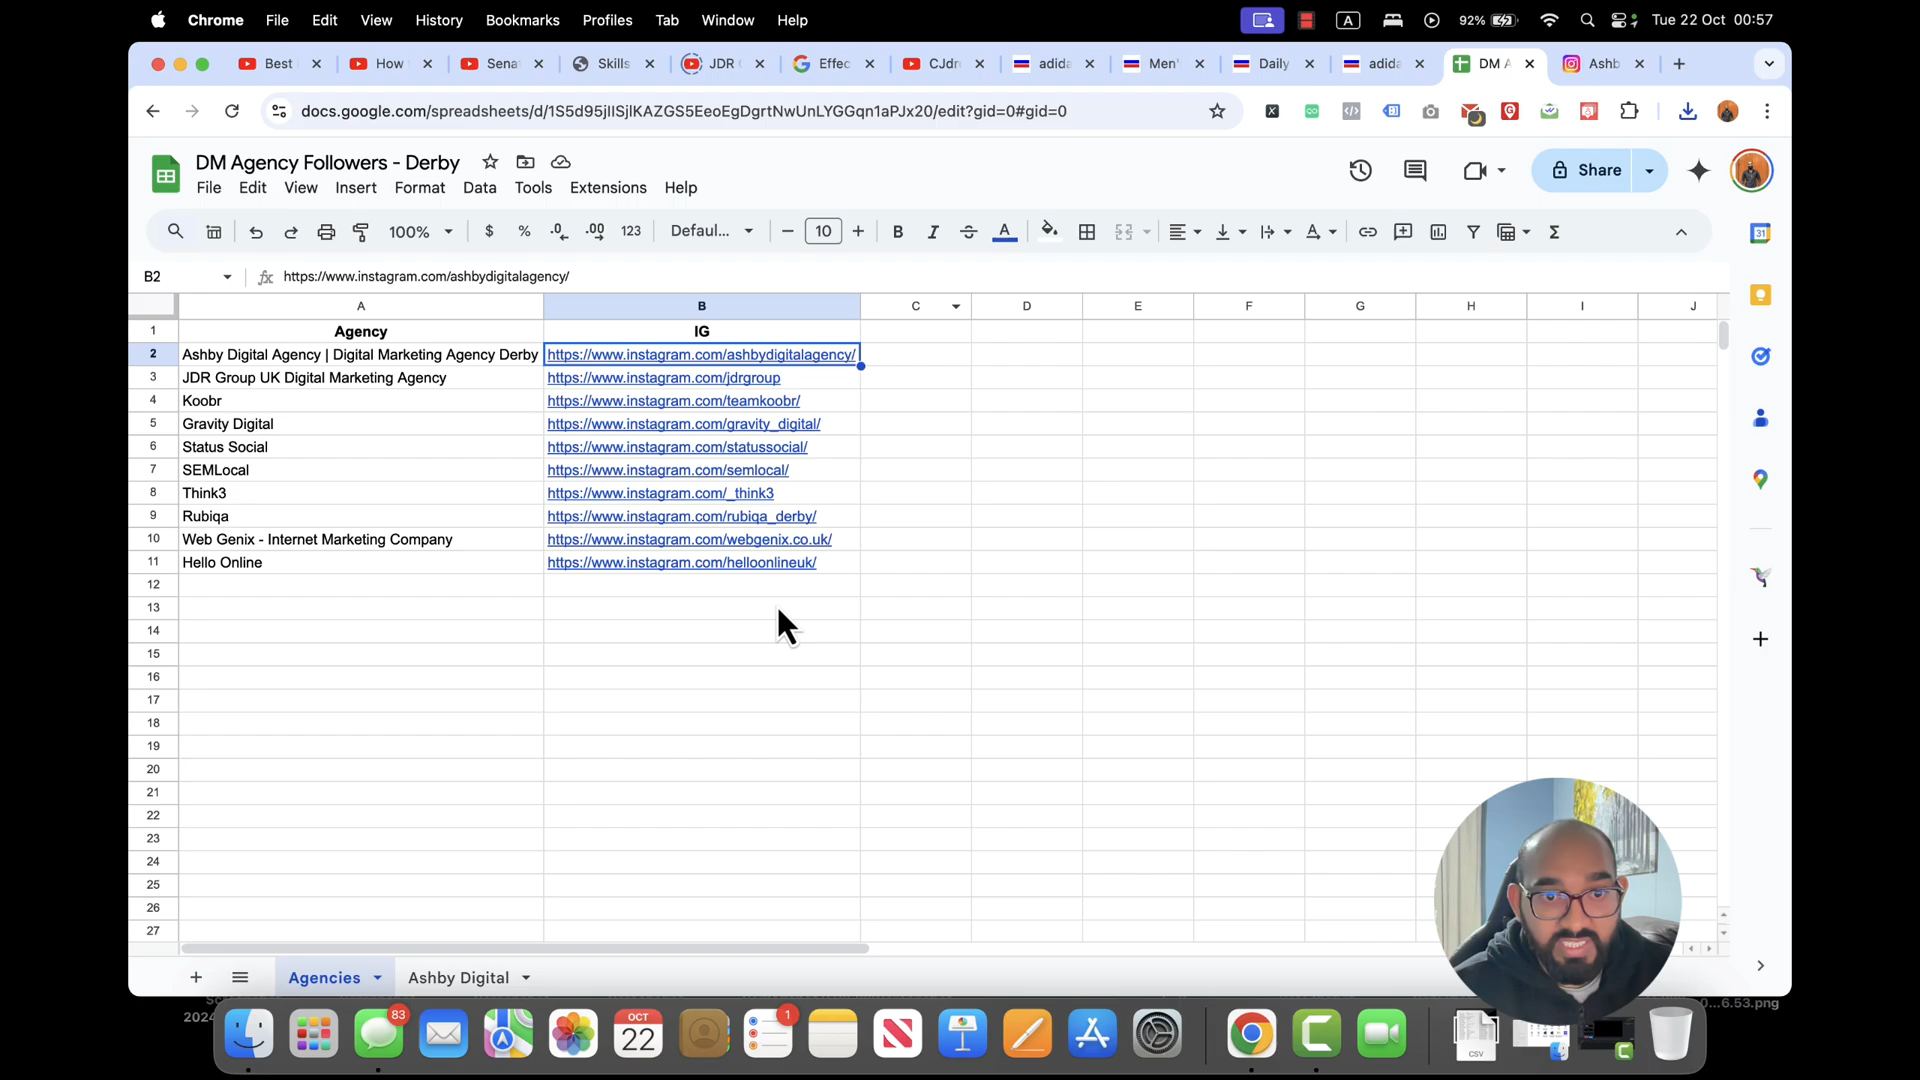 Chrome File Edit View History Bookmarks Profiles Tab Window Help A 92% Tue 22 Oct 00:57
Best How Sena Skills JDR Effec CJdr adida Men' Daily adida DM A Ashb
docs.google.com/spreadsheets/d/1S5d95jIlSjlKAZGS5EeoEgDgrtNwUnLYGGqn1aPJx20/edit?gid=0#gid=0
DM Agency Followers - Derby
File Edit View Insert Format Data Tools Extensions Help
Share
100% $ % .0 .00 123 Defaul... 10 B I A
31
B2 fx https://www.instagram.com/ashbydigitalagency/
A B C D E F G H I J
1 Agency IG
2 Ashby Digital Agency | Digital Marketing Agency Derby https://www.instagram.com/ashbydigitalagency/
3 JDR Group UK Digital Marketing Agency https://www.instagram.com/jdrgroup
4 Koobr https://www.instagram.com/teamkoobr/
5 Gravity Digital https://www.instagram.com/gravity_digital/
6 Status Social https://www.instagram.com/statussocial/
7 SEMLocal https://www.instagram.com/semlocal/
8 Think3 https://www.instagram.com/_think3
9 Rubiqa https://www.instagram.com/rubiqa_derby/
10 Web Genix - Internet Marketing Company https://www.instagram.com/webgenix.co.uk/
11 Hello Online https://www.instagram.com/helloonlineuk/
12
13
14
15
16
17
18
19
20
21
22
23
24
25
26
27
Agencies Ashby Digital
2024 0...6.53.png
83 OCT 22 1 CSV